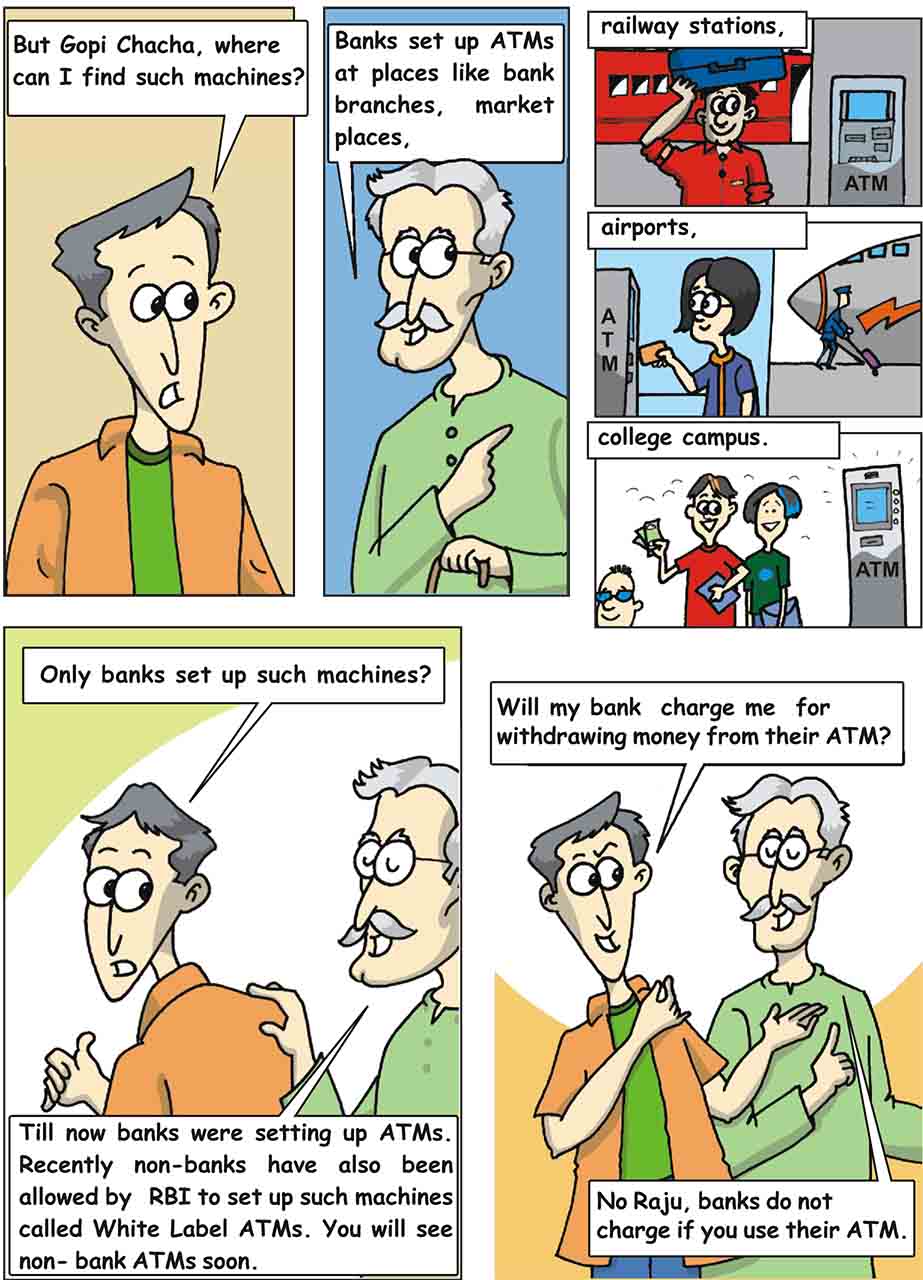 But Gopi Chacha, where
can I find such machines?
Banks set up ATMs
at places like bank
branches, market
places,
railway stations,
ATM
airports,
A
T
M
college campus.
ATM
Only banks set up such machines?
Till now banks were setting up ATMs.
Recently non-banks have also been
allowed by RBI to set up such machines
called White Label ATMs. You will see
non- bank ATMs soon.
Will my bank charge me for
withdrawing money from their ATM?
No Raju, banks do not
charge if you use their ATM.